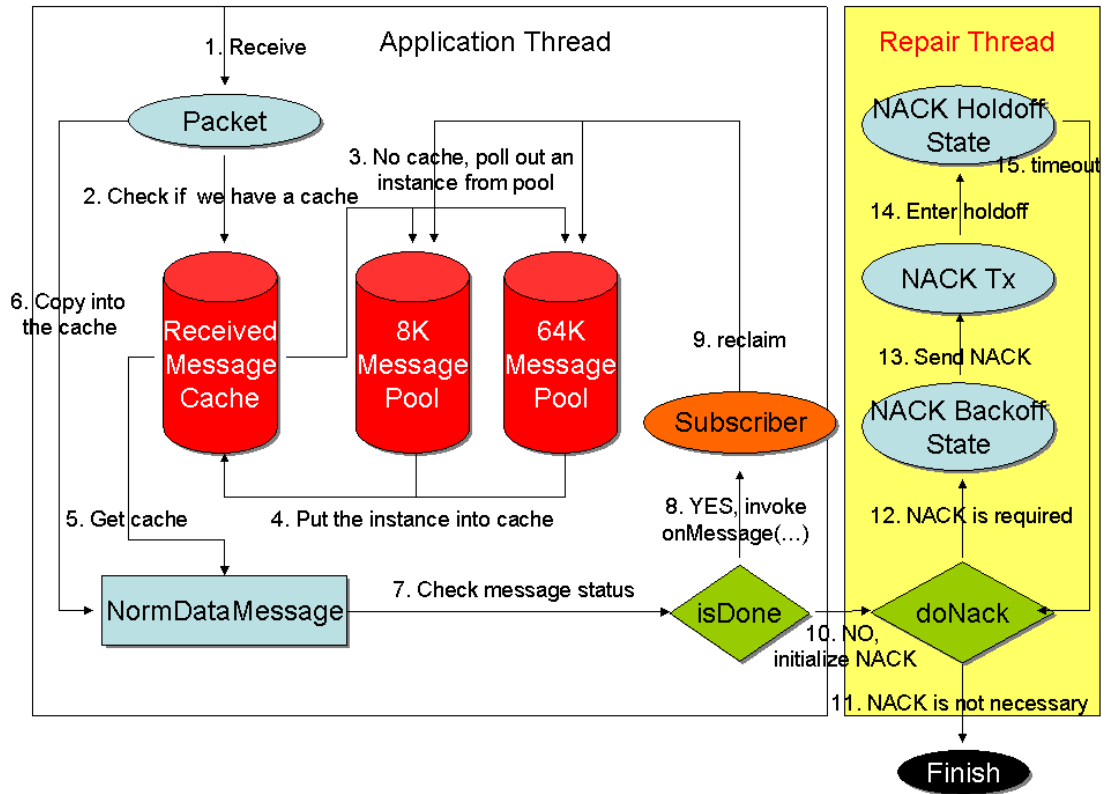 Application Thread
Repair Thread
1. Receive
Packet
2. Check if we have a cache
3. No cache, poll out an
instance from pool
6. Copy into
the cache
Received
Message
Cache
8K
Message
Pool
64K
Message
Pool
9. reclaim
Subscriber
5. Get cache
4. Put the instance into cache
8. YES, invoke
onMessage(...)
NormDataMessage
7. Check message status
isDone
10. NO,
initialize NACK
NACK Holdoff
State
15. timeout
14. Enter holdoff
NACK Tx
13. Send NACK
NACK Backoff
State
12. NACK is required
doNack
11. NACK is not necessary
Finish